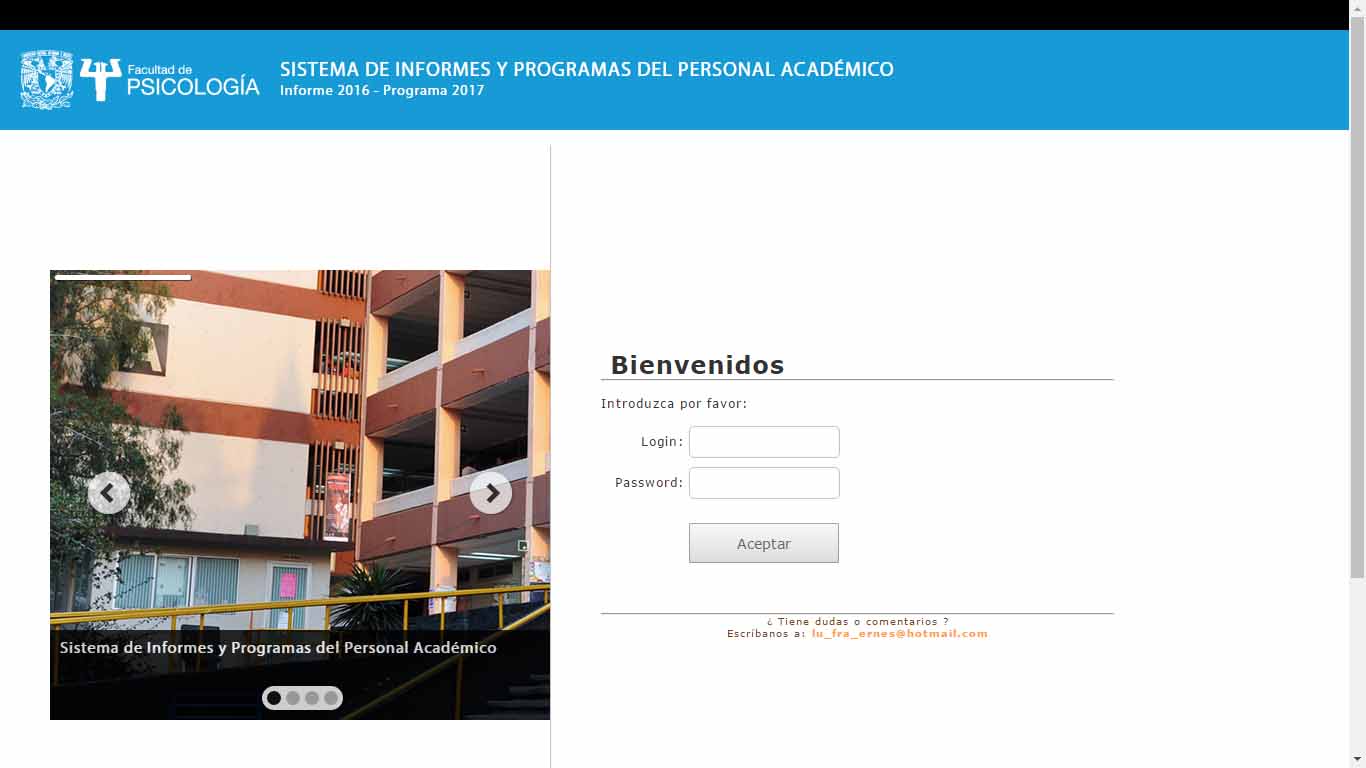 Facultad de
PSICOLOGÍA
SISTEMA DE INFORMES Y PROGRAMAS DEL PERSONAL ACADÉMICO
Informe 2016 - Programa 2017
A
Sistema de Informes y Programas del Personal Académico
Bienvenidos
Introduzca por favor:
Login:
Password:
Aceptar
¿ Tiene dudas o comentarios ?
Escríbanos a: lu_fra_ernes@hotmail.com